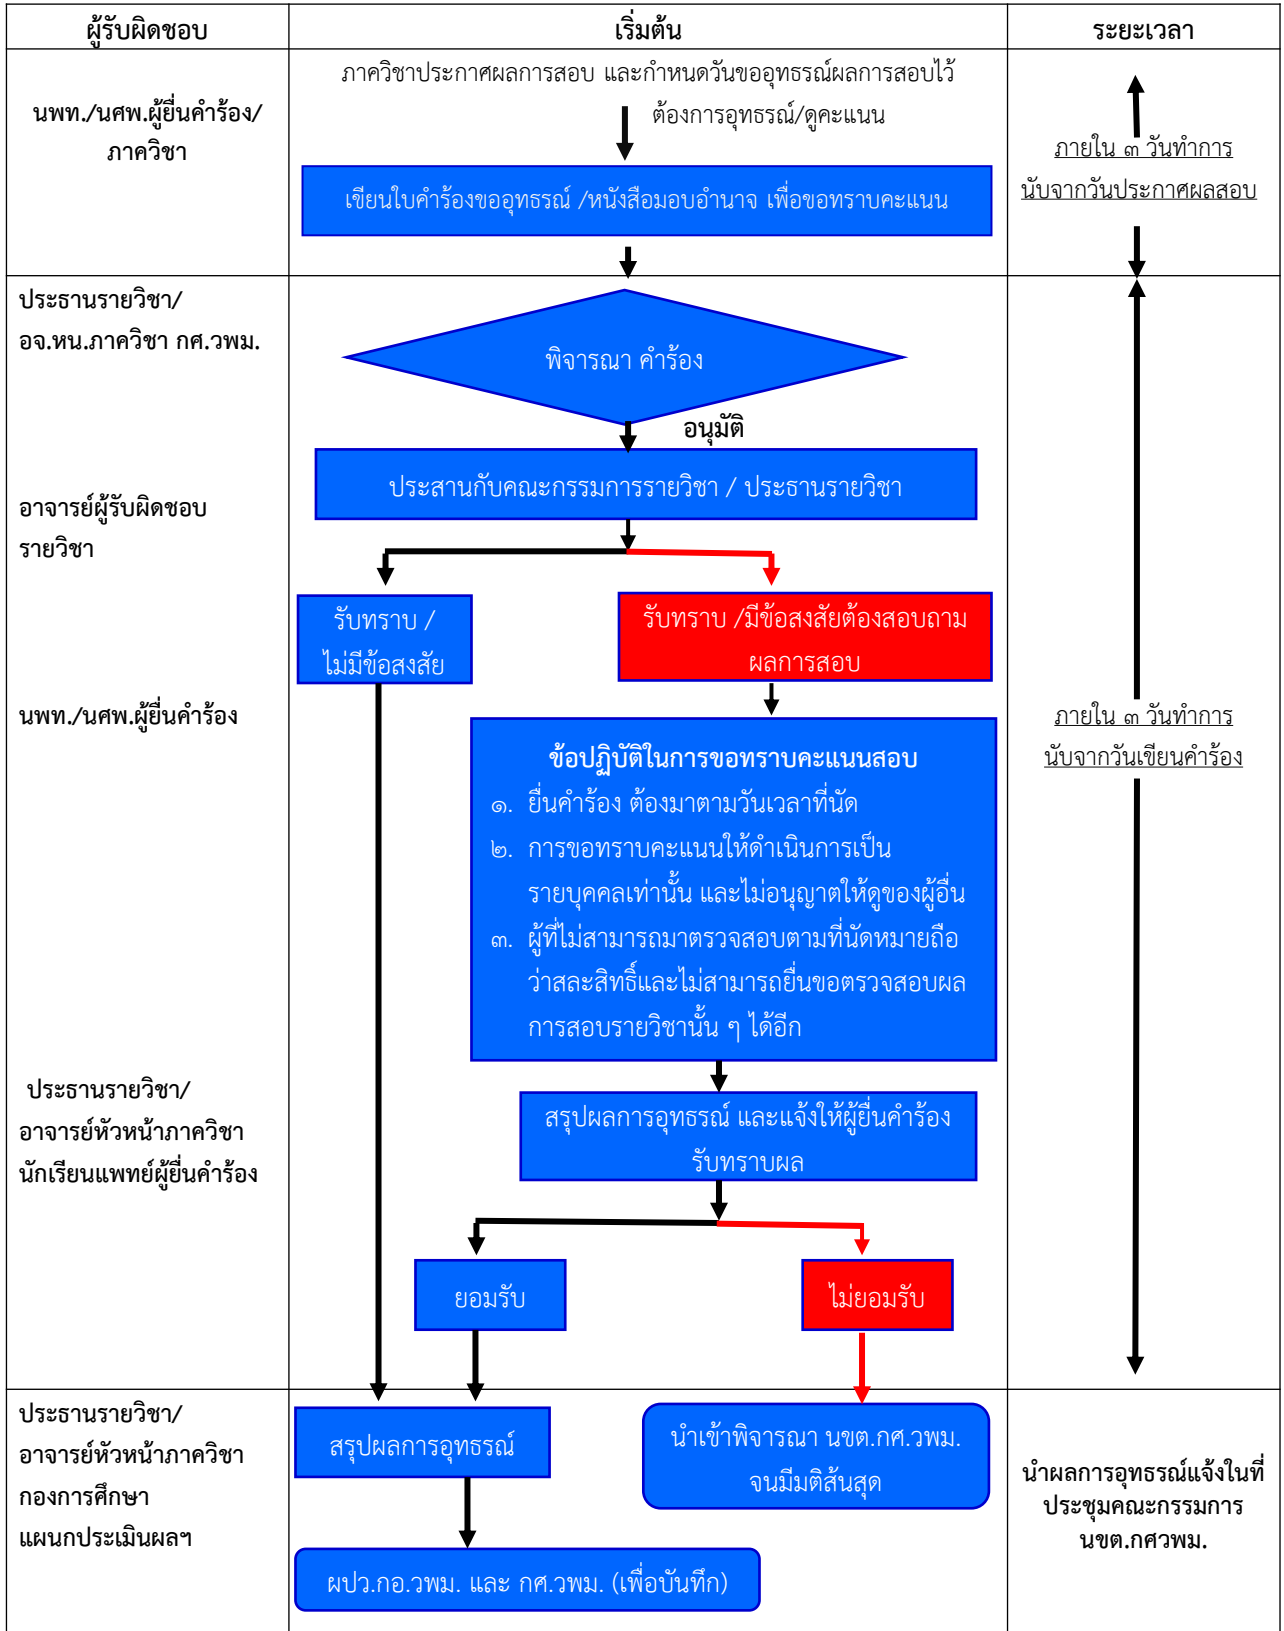 ผู้รับผิดชอบ
เริ่มต้น
ระยะเวลา
นพท./นศพ.ผู้ยื่นคำร้อง/
ภาควิชา
ภาควิชาประกาศผลการสอบ และกำหนดวันขออุทธรณ์ผลการสอบไว้
ต้องการอุทธรณ์/ดูคะแนน
เขียนใบคำร้องขออุทธรณ์ /หนังสือมอบอำนาจ เพื่อขอทราบคะแนน
ภายใน ๓ วันทำการ
นับจากวันประกาศผลสอบ
ประธานรายวิชา/
อจ.หน.ภาควิชา กศ.วพม.
พิจารณา คำร้อง
อนุมัติ
ประสานกับคณะกรรมการรายวิชา / ประธานรายวิชา
อาจารย์ผู้รับผิดชอบ
รายวิชา
รับทราบ /
ไม่มีข้อสงสัย
รับทราบ /มีข้อสงสัยต้องสอบถาม
ผลการสอบ
นพท./นศพ.ผู้ยื่นคำร้อง
ภายใน ๓ วันทำการ
นับจากวันเขียนคำร้อง
ข้อปฏิบัติในการขอทราบคะแนนสอบ
๑. ยื่นคำร้อง ต้องมาตามวันเวลาที่นัด
๒. การขอทราบคะแนนให้ดำเนินการเป็น
รายบุคคลเท่านั้น และไม่อนุญาตให้ดูของผู้อื่น
๓. ผู้ที่ไม่สามารถมาตรวจสอบตามที่นัดหมายถือ
ว่าสละสิทธิ์และไม่สามารถยื่นขอตรวจสอบผล
การสอบรายวิชานั้น ๆ ได้อีก
ประธานรายวิชา/
อาจารย์หัวหน้าภาควิชา
นักเรียนแพทย์ผู้ยื่นคำร้อง
สรุปผลการอุทธรณ์ และแจ้งให้ผู้ยื่นคำร้อง
รับทราบผล
ยอมรับ
ไม่ยอมรับ
ประธานรายวิชา/
อาจารย์หัวหน้าภาควิชา
กองการศึกษา
แผนกประเมินผลฯ
สรุปผลการอุทธรณ์
นำเข้าพิจารณา นขต.กศ.วพม.
จนมีมติส้นสุด
นำผลการอุทธรณ์แจ้งในที่
ประชุมคณะกรรมการ
นขต.กศวพม.
ผปว.กอ.วพม. และ กศ.วพม. (เพื่อบันทึก)